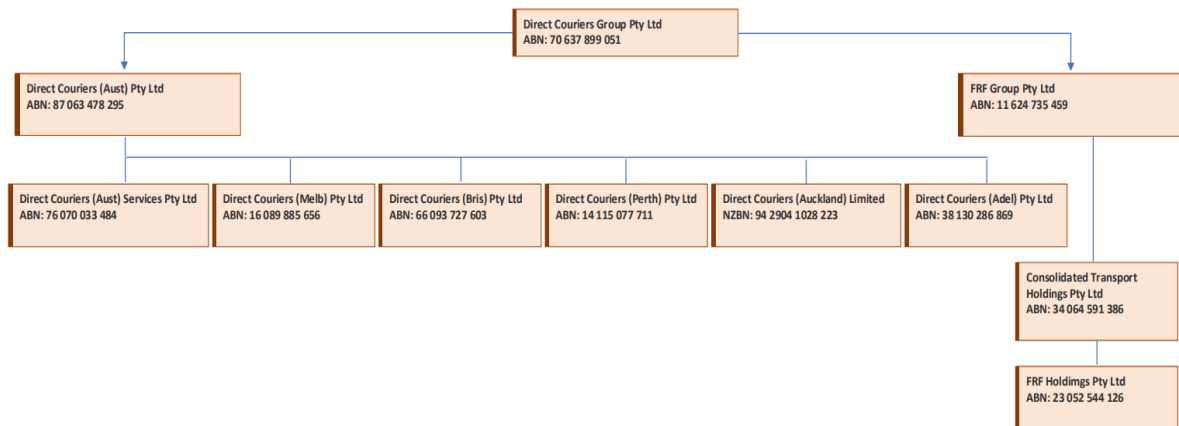 Direct Couriers Group Pty Ltd
ABN: 70 637 899 051
Direct Couriers (Aust) Pty Ltd
ABN: 87 063 478 295
FRF Group Pty Ltd
ABN: 11 624 735 459
Direct Couriers (Aust) Services Pty Ltd
ABN: 76 070 033 484
Direct Couriers (Melb) Pty Ltd
ABN: 16 089 885 656
Direct Couriers (Bris) Pty Ltd
ABN: 66 093 727 603
Direct Couriers (Perth) Pty Ltd
ABN: 14 115 077 711
Direct Couriers (Auckland) Limited
NZBN: 94 2904 1028 223
Direct Couriers (Adel) Pty Ltd
ABN: 38 130 286 869
Consolidated Transport
Holdings Pty Ltd
ABN: 34 064 591 386
FRF Holdimgs Pty Ltd
ABN: 23 052 544 126